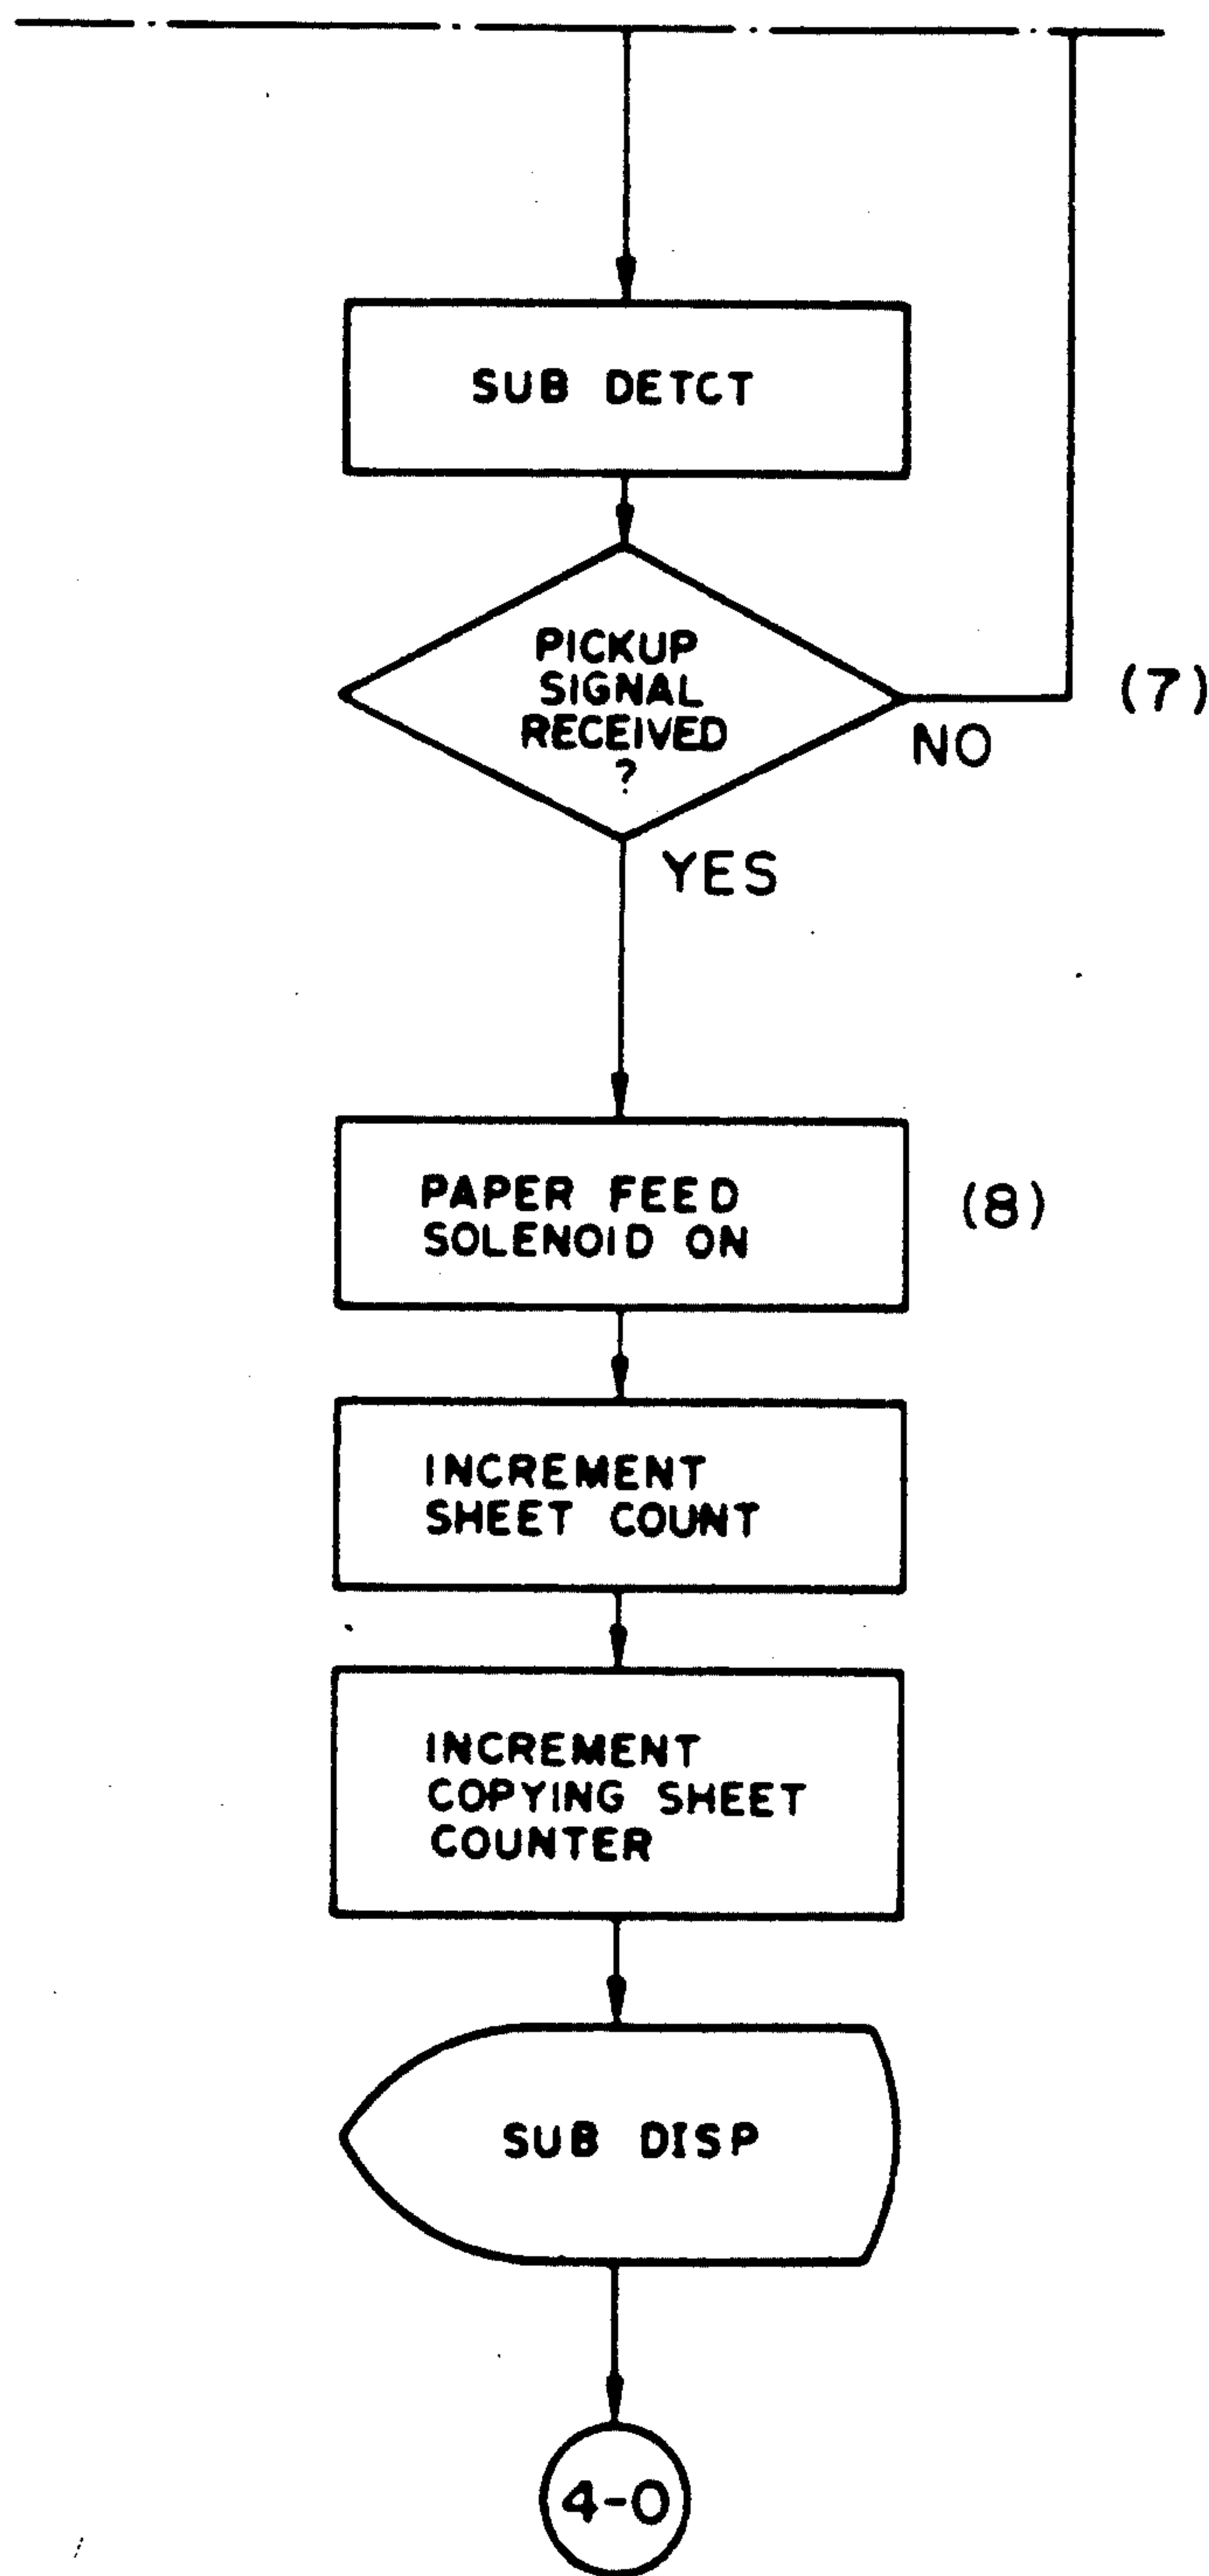 SUB DETCT
PICKUP
SIGNAL
RECEIVED
?
(7)
NO
YES
PAPER FEED
SOLENOID ON
(8)
INCREMENT
SHEET COUNT
INCREMENT
COPYING SHEET
COUNTER
SUB DISP
4-0